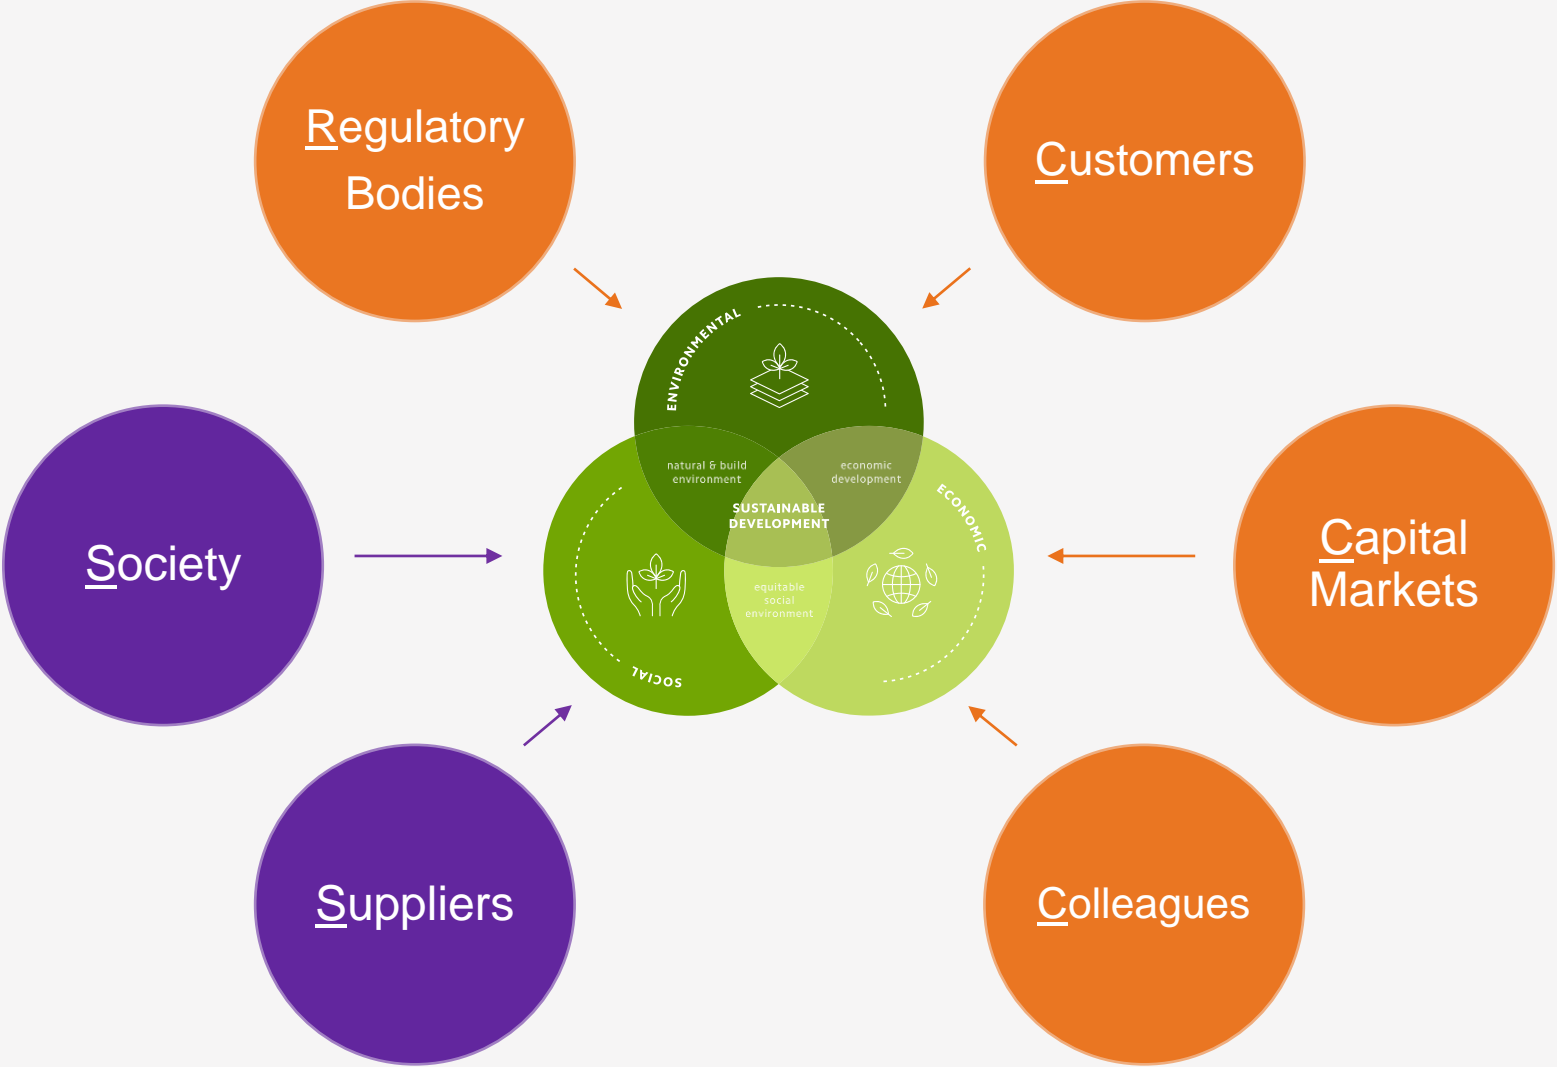 Regulatory
Bodies
Customers
ENVIRONMENTAL
natural & build
environment
economic
development
SUSTAINABLE
DEVELOPMENT
ECONOMIC
Society
Capital
Markets
equitable
social
environment
SOCIAL
Suppliers
Colleagues